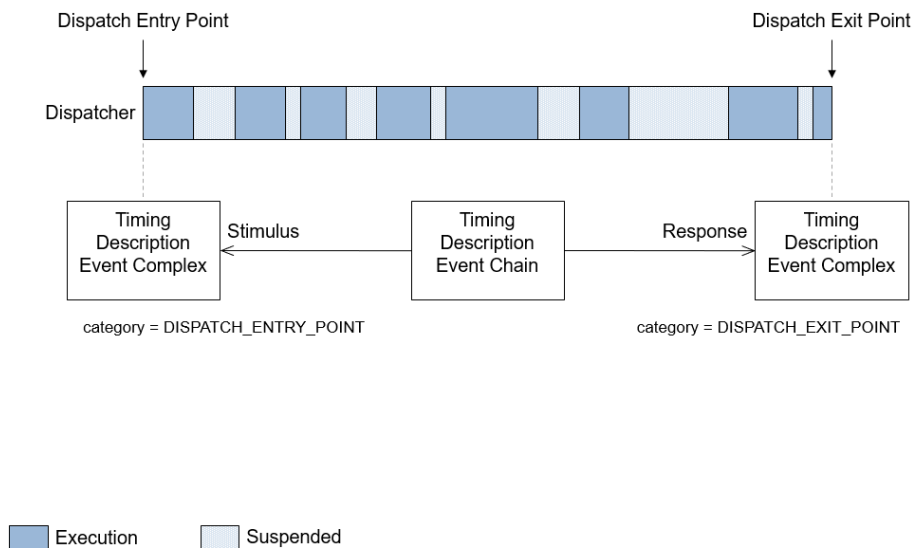 Dispatch Entry Point
Dispatch Exit Point
Dispatcher
Timing
Description
Event Complex
Stimulus
Timing
Description
Event Chain
Response
Timing
Description
Event Complex
category = DISPATCH_ENTRY_POINT
category = DISPATCH_EXIT_POINT
Execution
Suspended